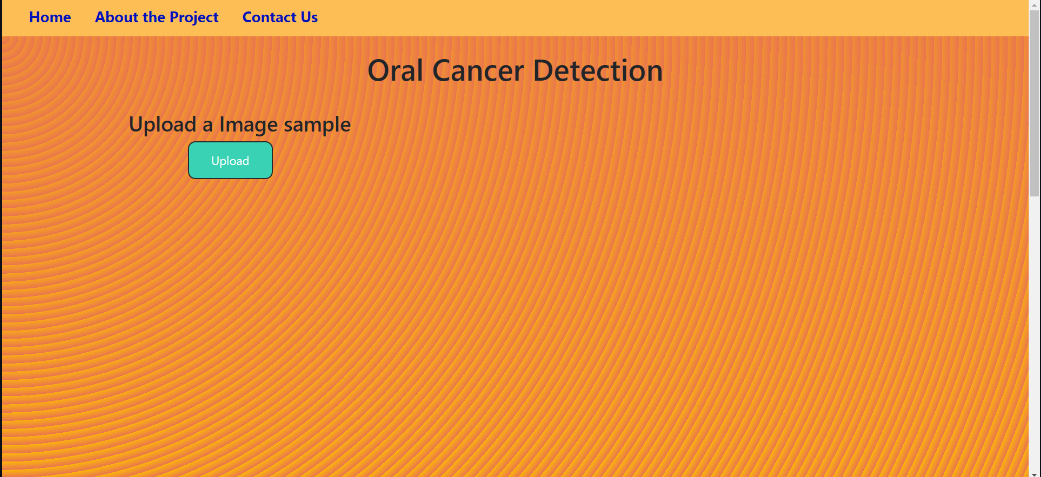 Home About the Project Contact Us
Oral Cancer Detection
Upload a Image sample
Upload